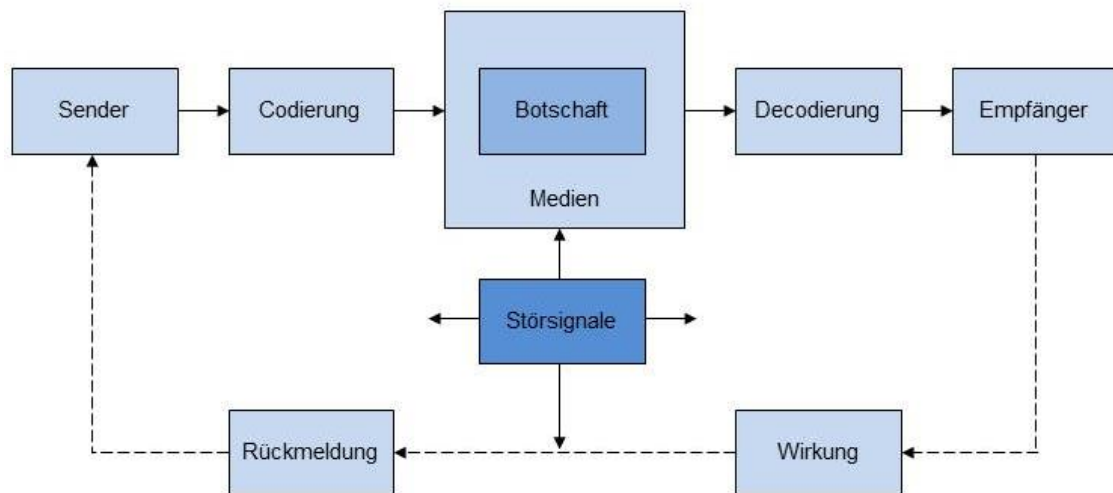 Sender
Codierung
Botschaft
Medien
Decodierung
Empfänger
Störsignale
Rückmeldung
Wirkung